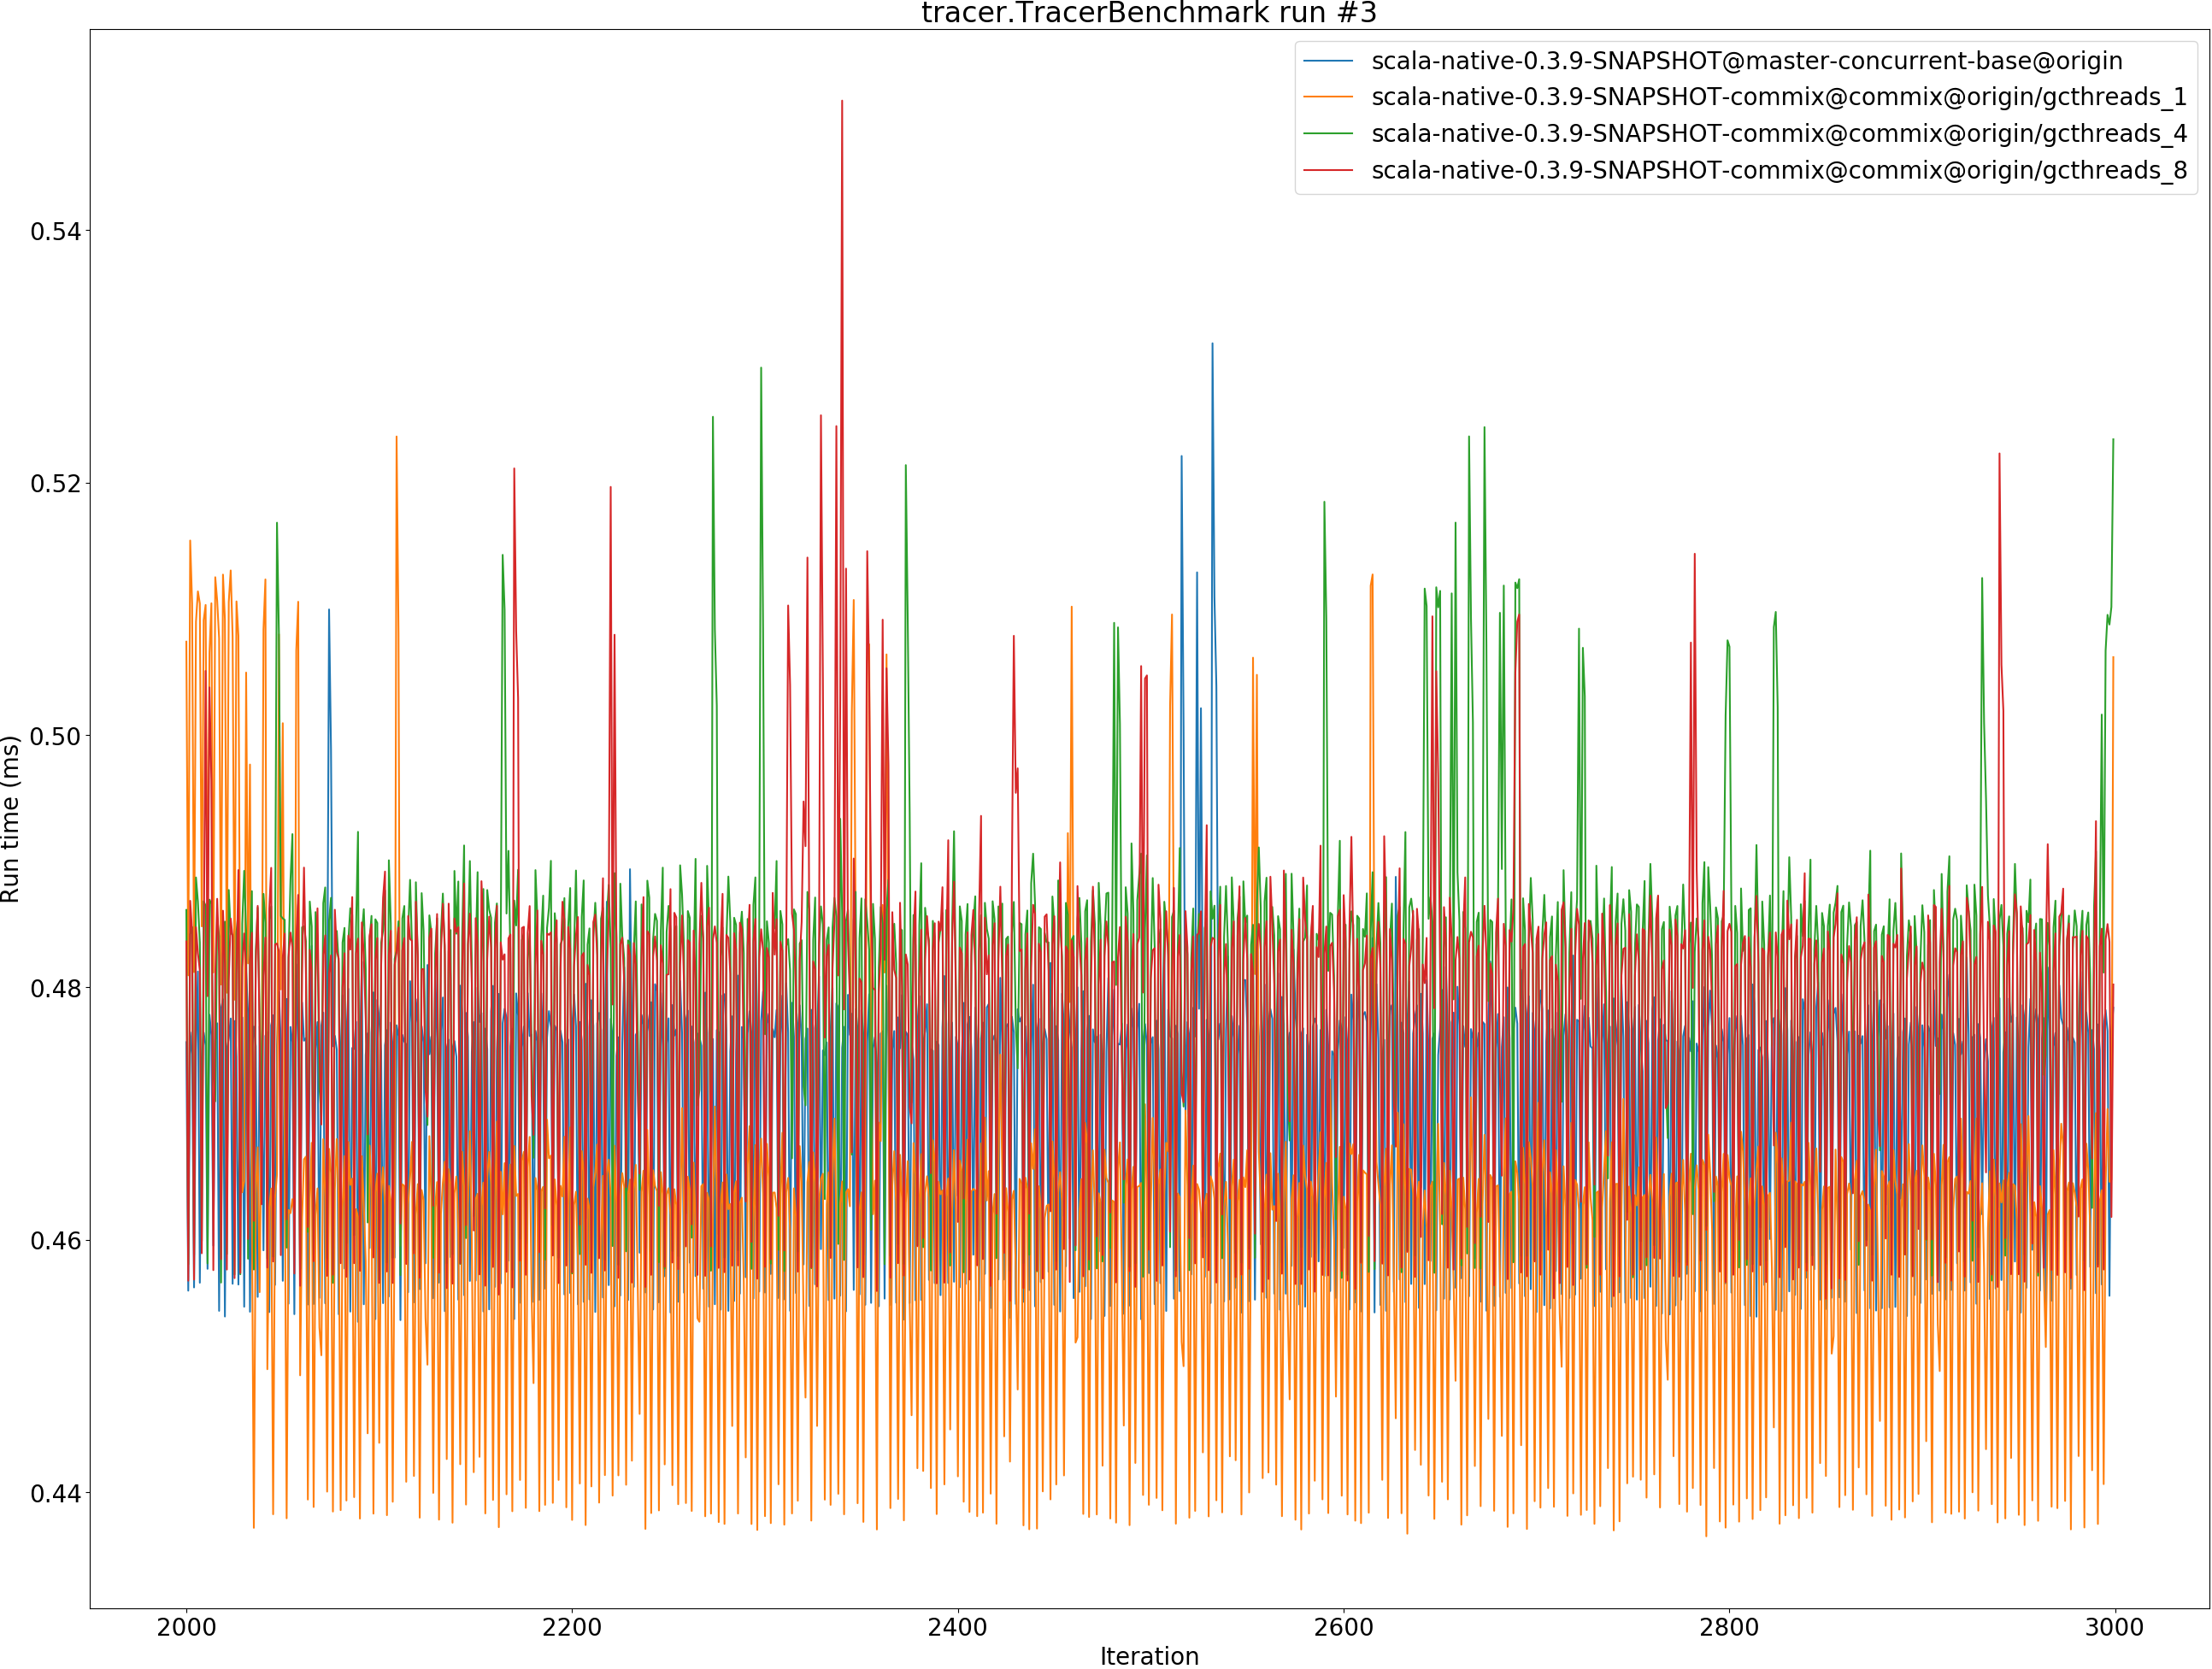 tracer.TracerBenchmark run #3
scala-native-0.3.9-SNAPSHOT@master-concurrent-base@origin
scala-native-0.3.9-SNAPSHOT-commix@commix@origin/gcthreads_1
scala-native-0.3.9-SNAPSHOT-commix@commix@origin/gcthreads_4
scala-native-0.3.9-SNAPSHOT-commix@commix@origin/gcthreads_8
Run time (ms)
0.54
0.52
0.50
0.48
0.46
0.44
2000
2200
2400
2600
2800
3000
Iteration